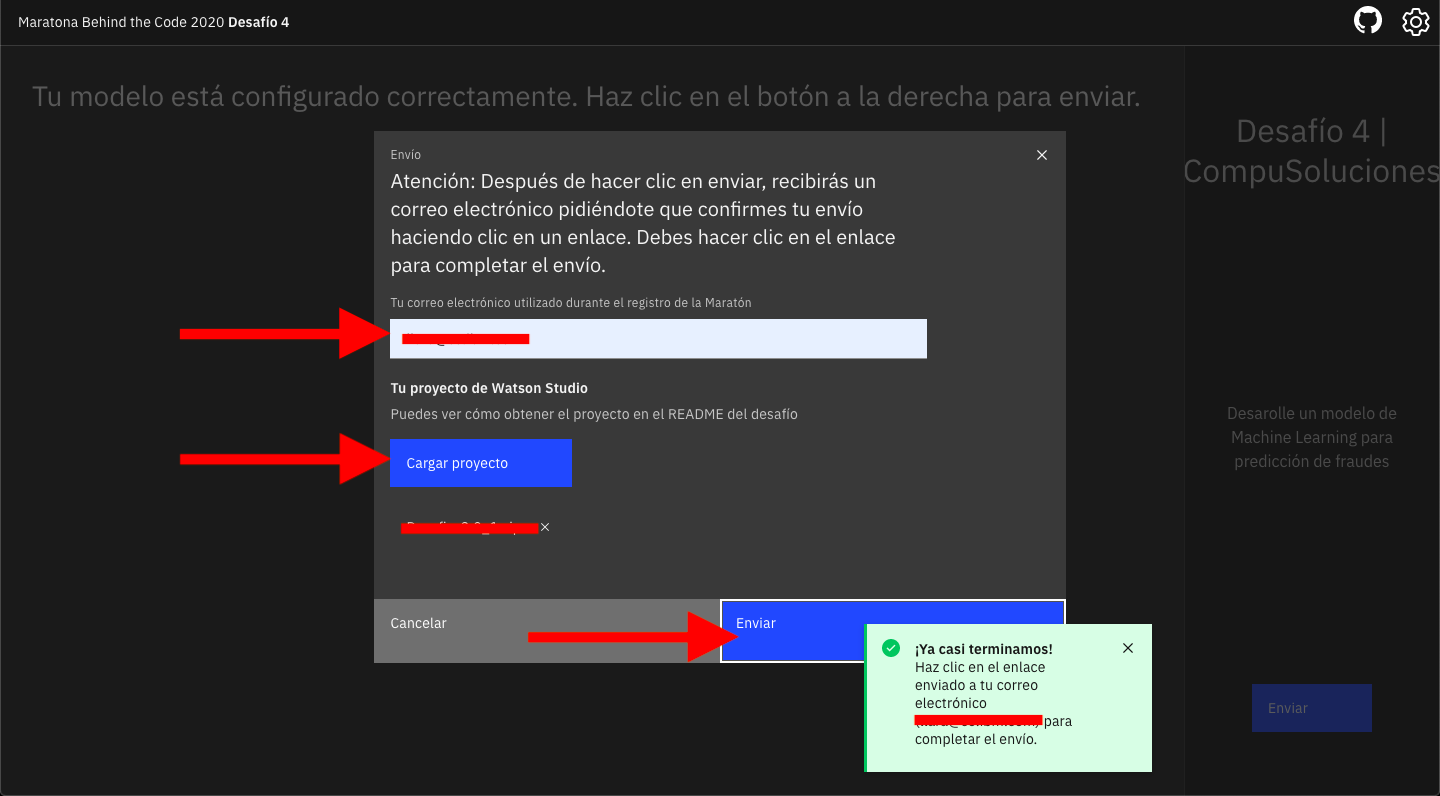 Maratona Behind the Code 2020 Desafío 4
Tu modelo está configurado correctamente. Haz clic en el botón a la derecha para enviar.
Desafío 4 |
CompuSoluciones
Desarolle un modelo de
Machine Learning para
predicción de fraudes
Enviar
Envío
Atención: Después de hacer clic en enviar, recibirás un
correo electrónico pidiéndote que confirmes tu envío
haciendo clic en un enlace. Debes hacer clic en el enlace
para completar el envío.
Tu correo electrónico utilizado durante el registro de la Maratón
Tu proyecto de Watson Studio
Puedes ver cómo obtener el proyecto en el README del desafío
Cargar proyecto
Cancelar
Enviar
¡Ya casi terminamos!
Haz clic en el enlace
enviado a tu correo
electrónico
para
completar el envío.